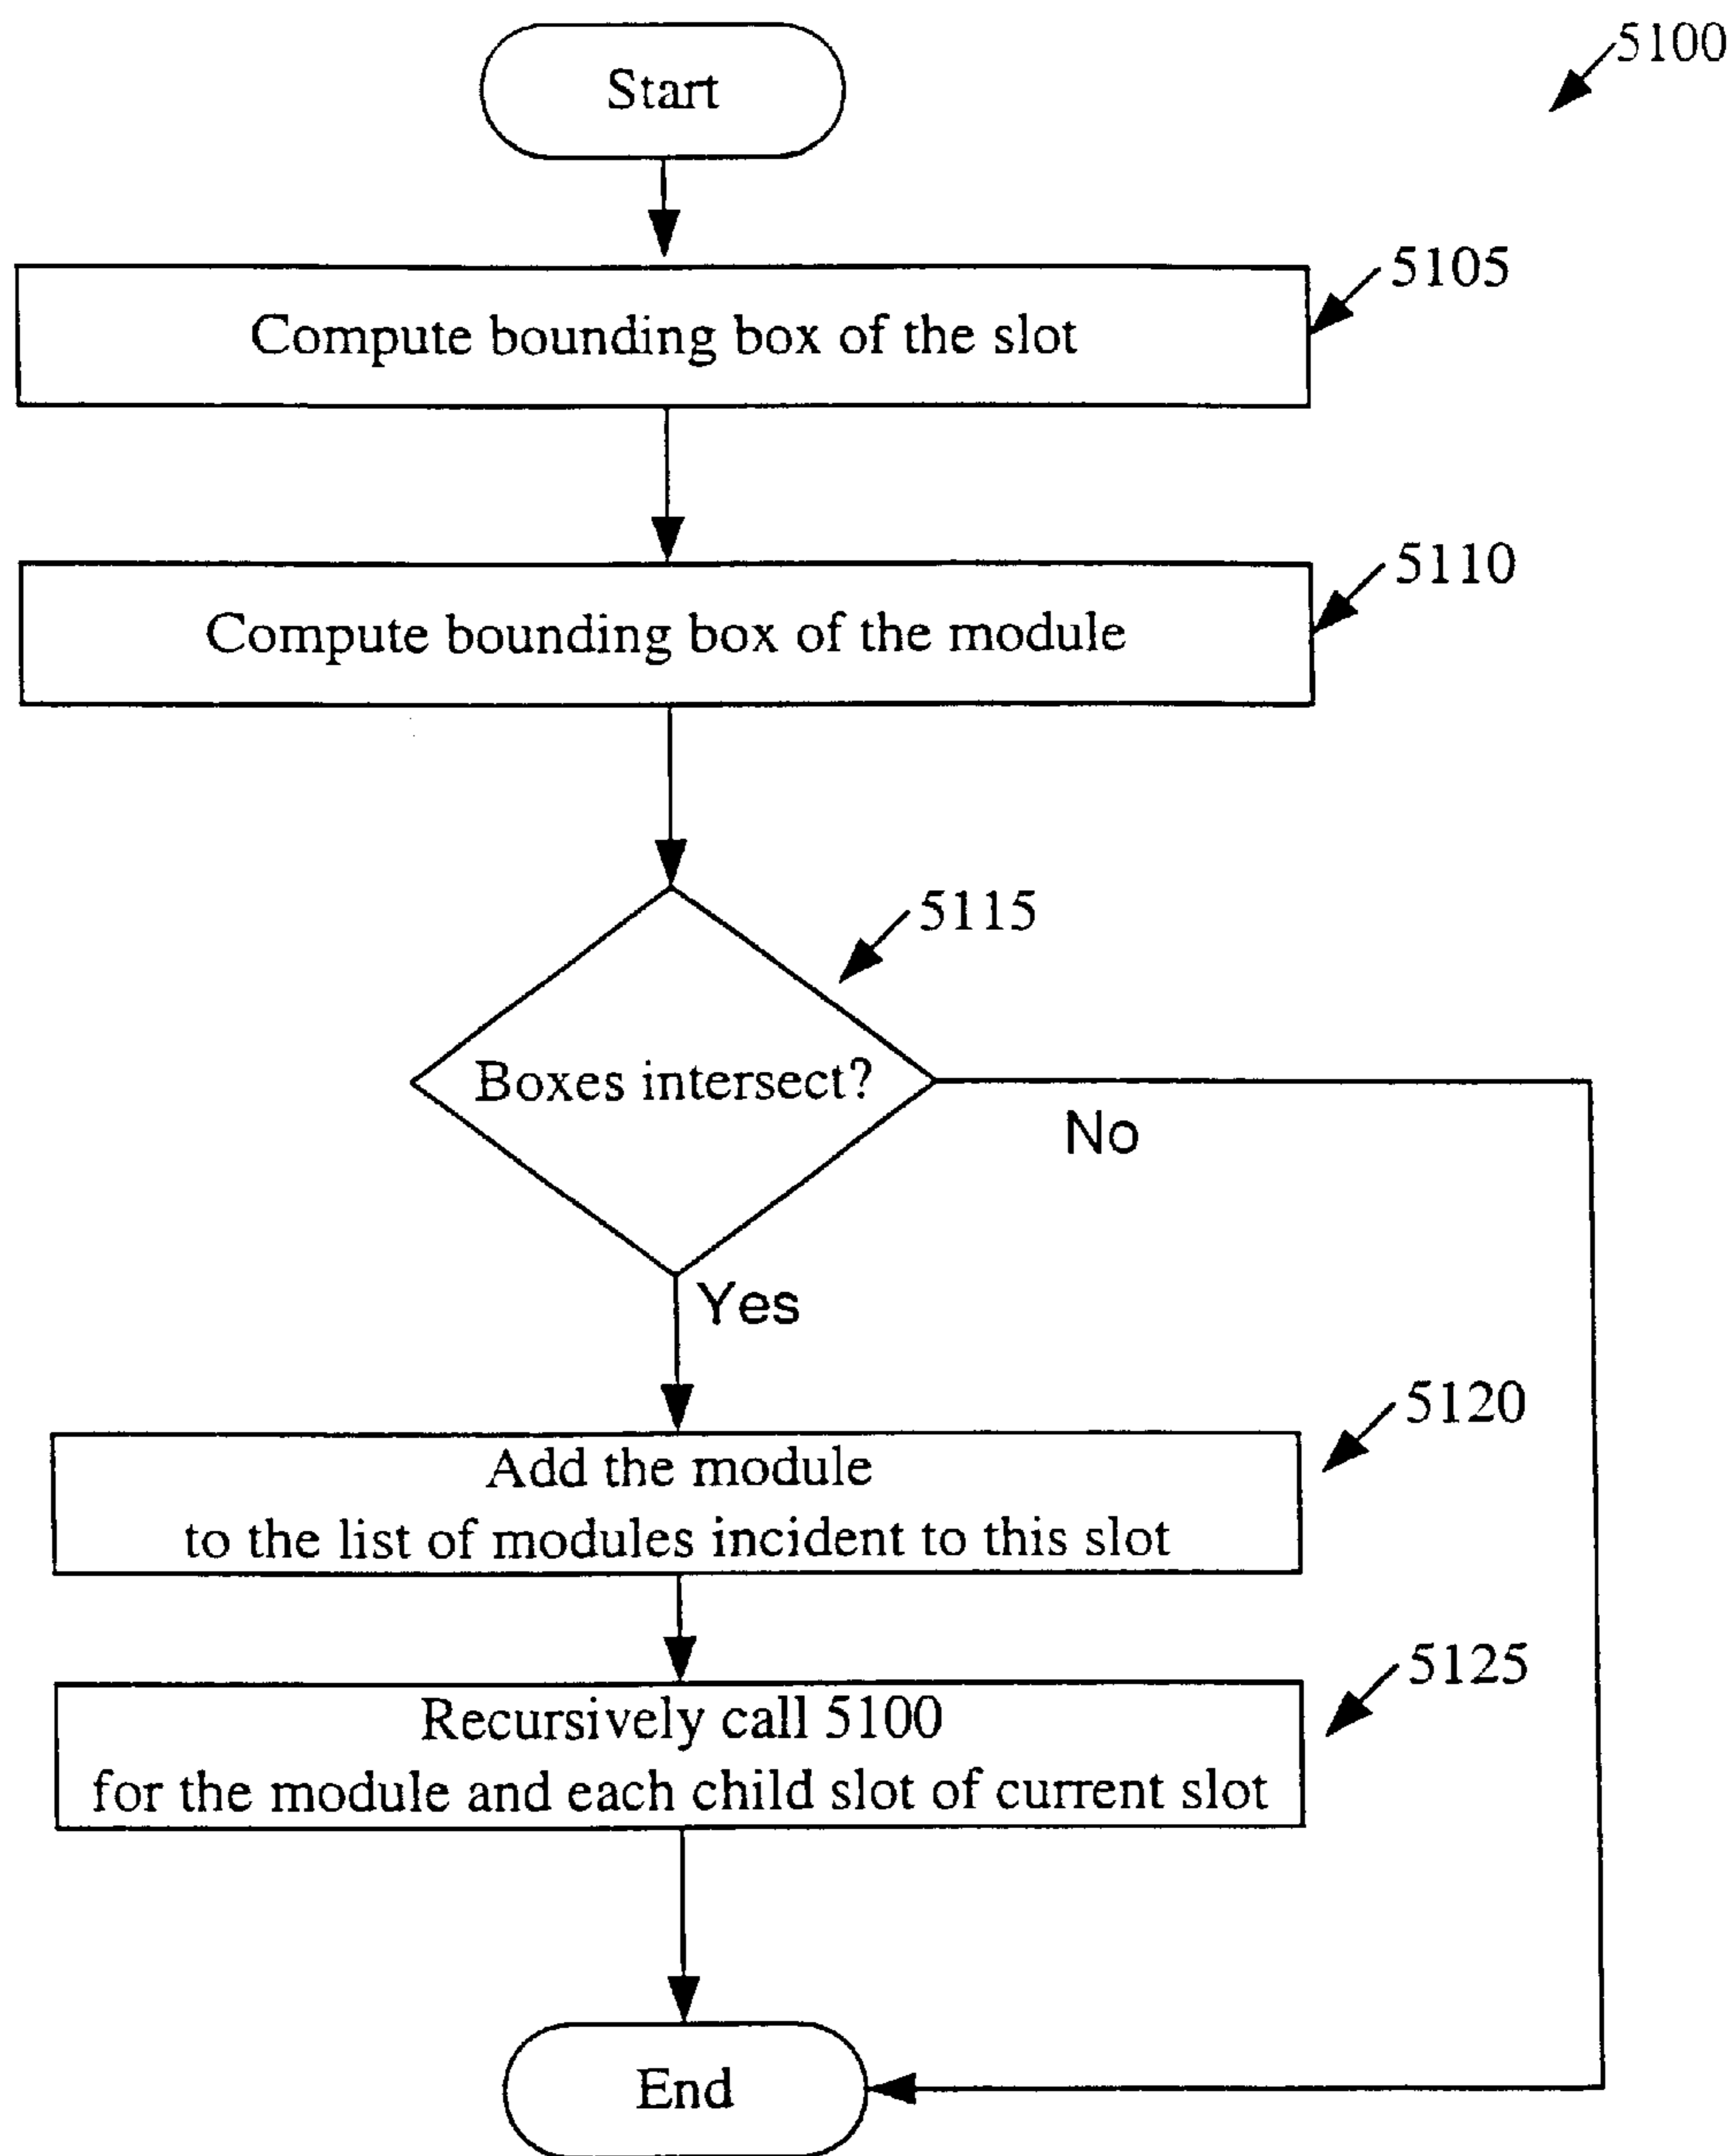 5100
Start
5105
Compute bounding box of the slot
5110
Compute bounding box of the module
5115
Boxes intersect?
No
Yes
5120
Add the module
to the list of modules incident to this slot
5125
Recursively call 5100
for the module and each child slot of current slot
End